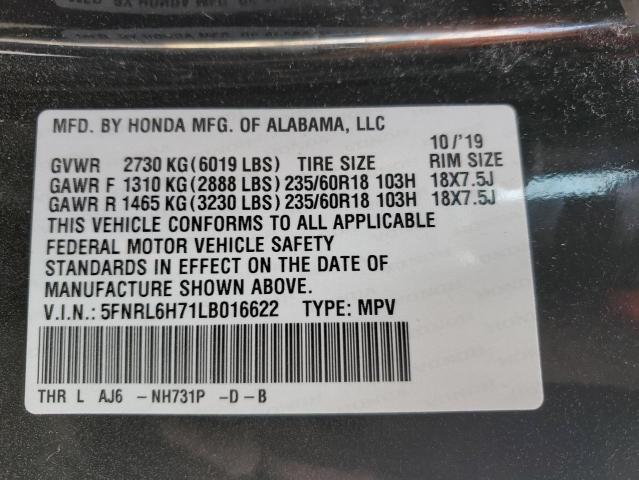 MFD. BY HONDA MFG. OF ALABAMA, LLC
10/'19
GVWR 2730 KG (6019 LBS) TIRE SIZE RIM SIZE
GAWR F 1310 KG (2888 LBS) 235/60R18 103H 18X7.5J
GAWR R 1465 KG (3230 LBS) 235/60R18 103H 18X7.5J
THIS VEHICLE CONFORMS TO ALL APPLICABLE
FEDERAL MOTOR VEHICLE SAFETY
STANDARDS IN EFFECT ON THE DATE OF
MANUFACTURE SHOWN ABOVE.
V.I.N.: 5FNRL6H71LB016622 TYPE: MPV
THR L AJ6 -NH731P -D-B